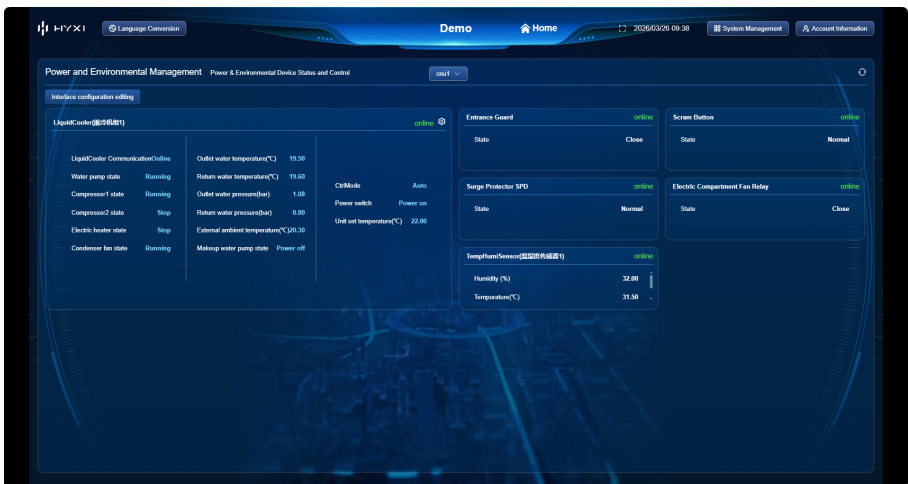 HYXI
Language Conversion
Demo
Home
2026/03/26 09:38
System Management
Account Information
Power and Environmental Management Power & Environmental Device Status and Control
cnu1
Interface configuration editing
LiquidCooler(液冷机组1) online
LiquidCooler Communication Online
Water pump state Running
Compressor1 state Running
Compressor2 state Stop
Electric heater state Stop
Condenser fan state Running
Outlet water temperature(℃) 19.50
Return water temperature(℃) 19.60
Outlet water pressure(bar) 1.08
Return water pressure(bar) 0.80
External ambient temperature(℃)20.30
Makeup water pump state Power off
CtrlMode Auto
Power switch Power on
Unit set temperature(℃) 22.00
Entrance Guard online
State Close
Scram Button online
State Normal
Surge Protector SPD online
State Normal
Electric Compartment Fan Relay online
State Close
TempHumiSensor(温湿度传感器1) online
Humidity (%) 32.00
Tempurature(℃) 31.50